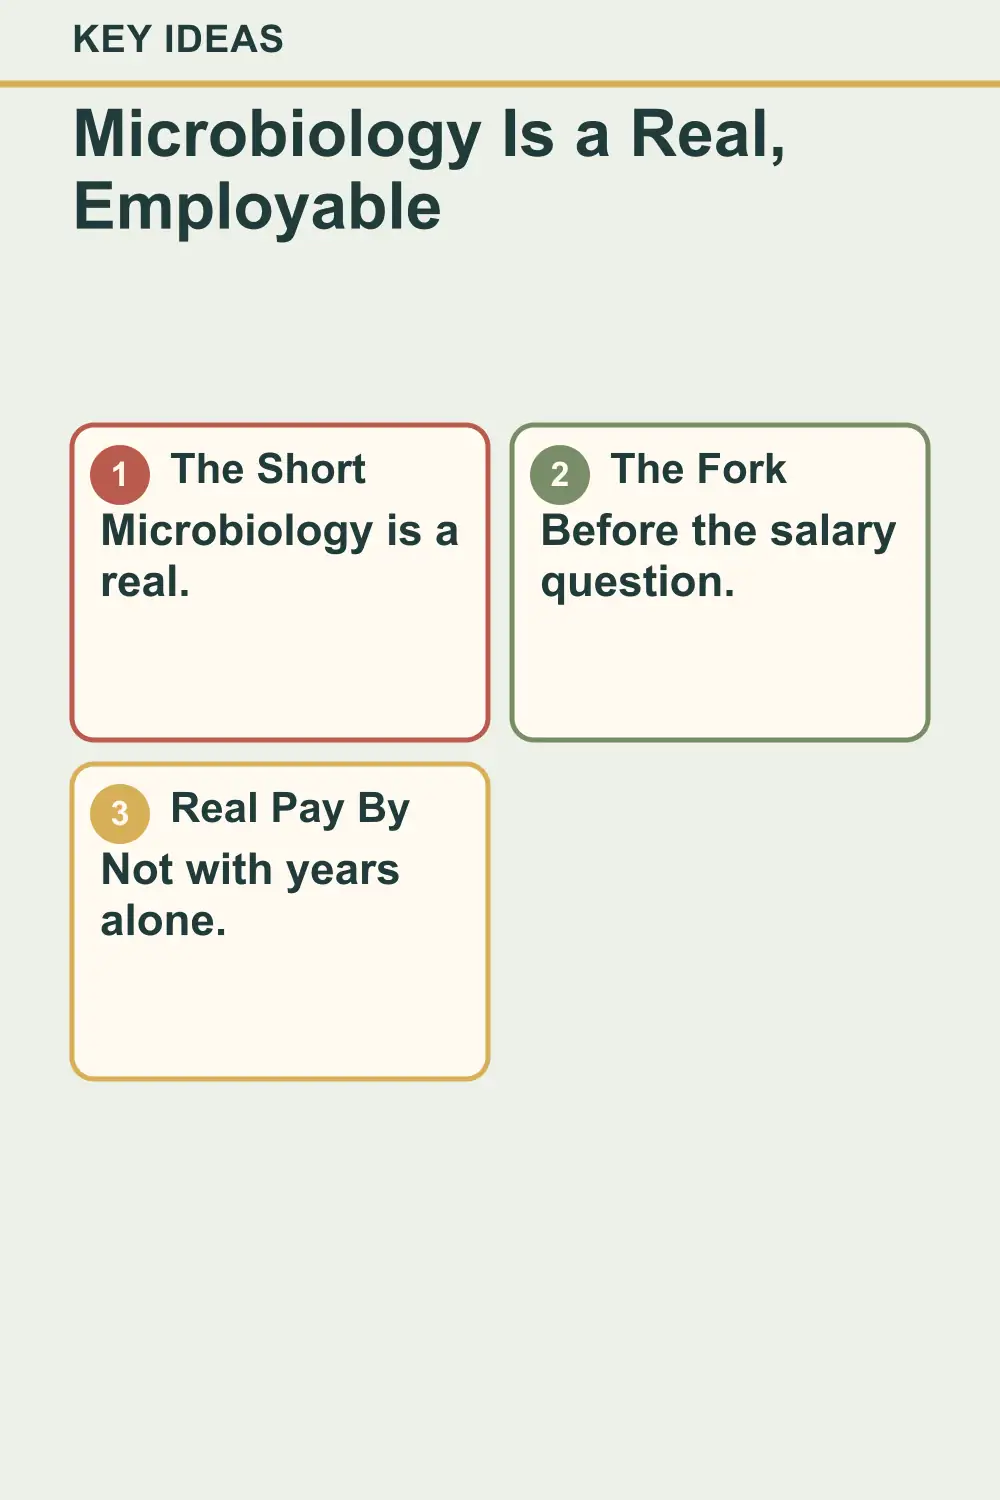 KEY IDEAS
Microbiology Is a Real,
Employable
1 The Short
Microbiology is a
real.
2 The Fork
Before the salary
question.
3 Real Pay By
Not with years
alone.